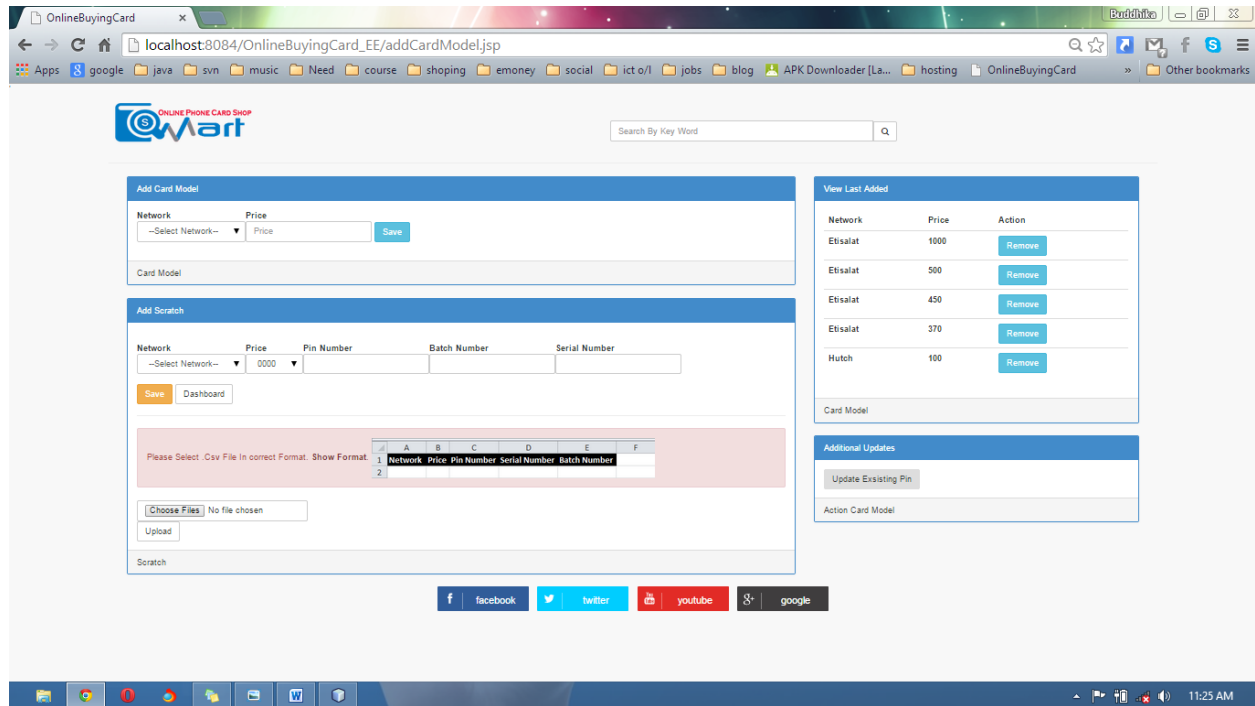 OnlineBuyingCard
Buddhika
localhost:8084/OnlineBuyingCard_EE/addCardModel.jsp
Apps google java svn music Need course shoping emoney social ict o/l jobs blog APK Downloader [La... hosting OnlineBuyingCard » Other bookmarks
ONLINE PHONE CARD SHOP
S Mart
Search By Key Word
Add Card Model
Network Price
--Select Network-- Price Save
Card Model
Add Scratch
Network Price Pin Number Batch Number Serial Number
--Select Network-- 0000
Save Dashboard
Please Select .Csv File In correct Format. Show Format.
A B C D E F
1 Network Price Pin Number Serial Number Batch Number
2
Choose Files No file chosen
Upload
Scratch
View Last Added
Network Price Action
Etisalat 1000 Remove
Etisalat 500 Remove
Etisalat 450 Remove
Etisalat 370 Remove
Hutch 100 Remove
Card Model
Additional Updates
Update Exsisting Pin
Action Card Model
f facebook twitter youtube g+ google
11:25 AM